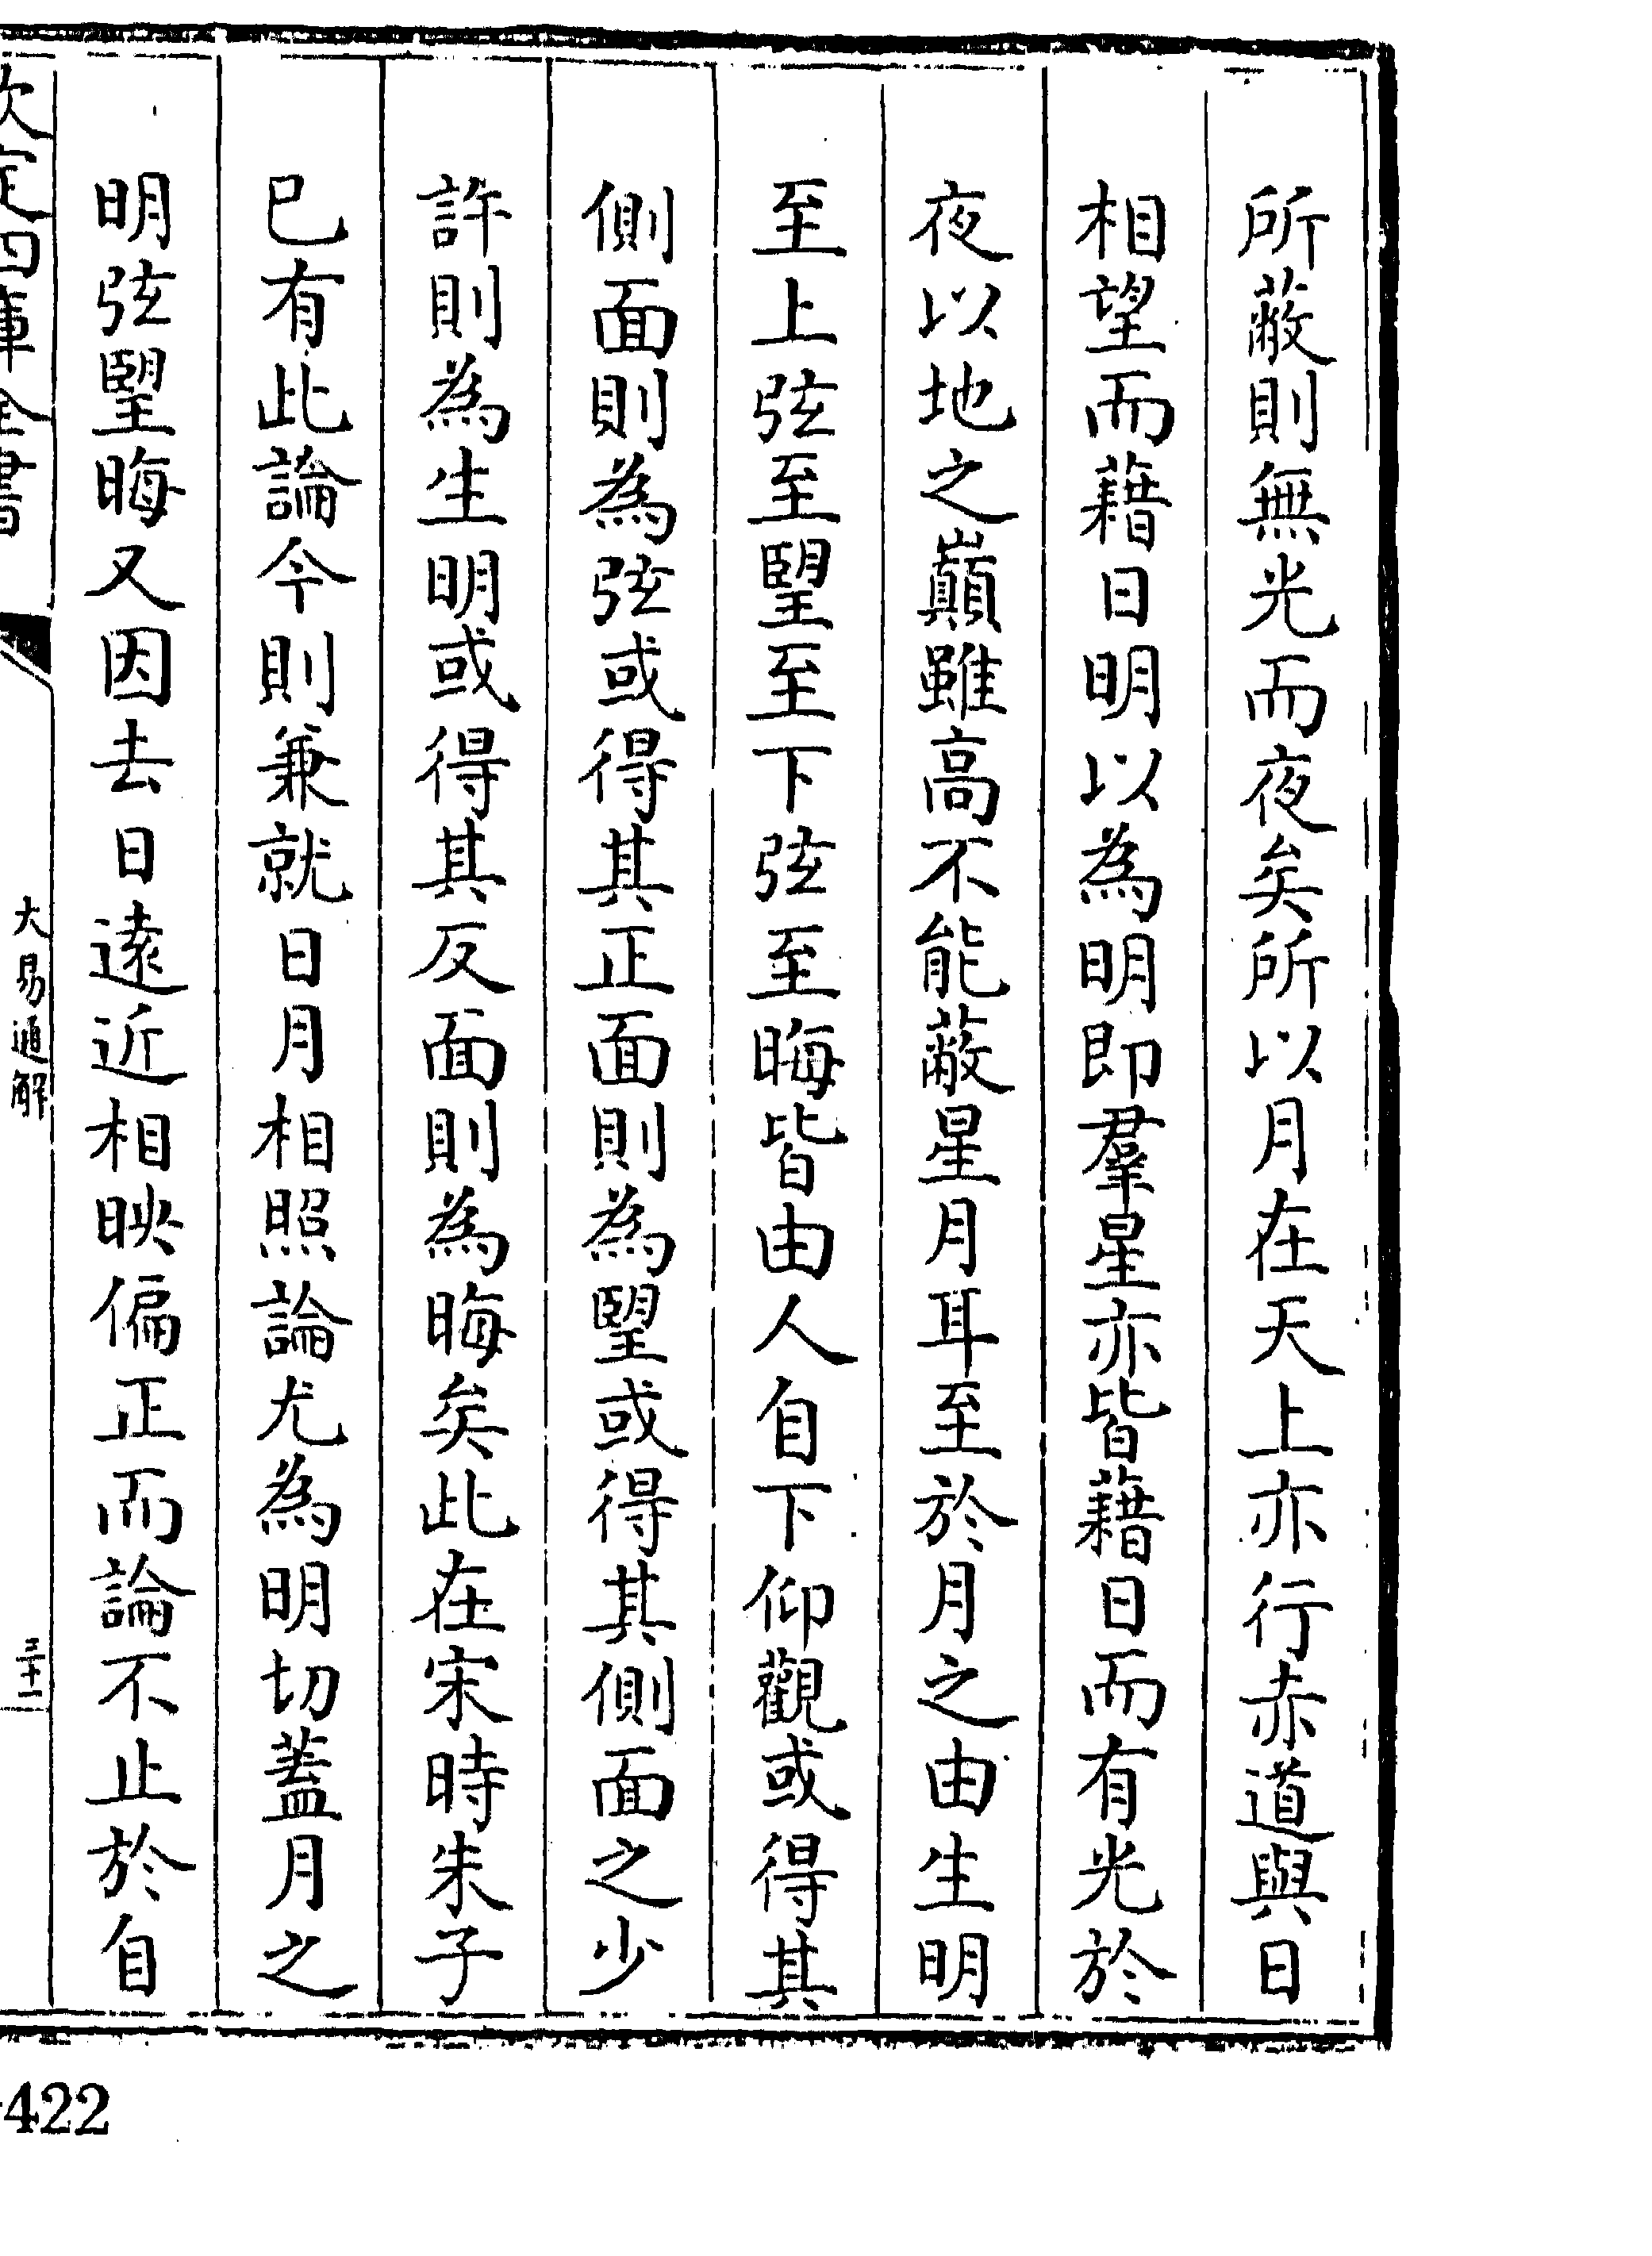 所蔽則無光而夜矣所以月在天上亦行赤道與日
相望而藉日明以為明即羣星亦皆藉日而有光於
夜以地之巔雖高不能蔽星月耳至於月之由生明
至上弦至朢至下弦至晦皆由人自下仰觀或得其
側面則為弦或得其正面則為朢或得其側面之少
許則為生明或得其反面則為晦矣此在宋時朱子
已有此論今則兼就日月相照論尤為明切蓋月之
明弦朢晦又因去日逺近相映偏正而論不止於自
欽定四庫全書
大易通解
三十二
422